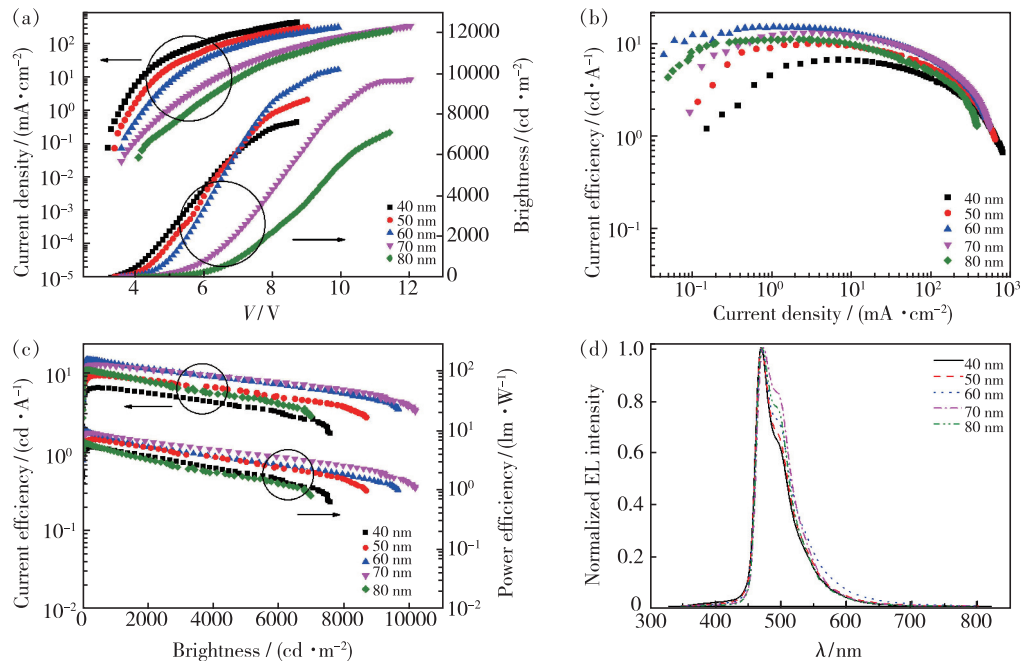 (a)
10²
10¹
10⁰
10⁻¹
10⁻²
10⁻³
10⁻⁴
10⁻⁵
Current density / (mA·cm⁻²)
4 6 8 10 12
V/V
12000
10000
8000
6000
4000
2000
0
Brightness / (cd·m⁻²)
40 nm
50 nm
60 nm
70 nm
80 nm
(b)
10¹
10⁰
10⁻¹
Current efficiency / (cd·A⁻¹)
10⁻¹ 10⁰ 10¹ 10² 10³
Current density / (mA·cm⁻²)
40 nm
50 nm
60 nm
70 nm
80 nm
(c)
10¹
10⁰
10⁻¹
10⁻²
Current effciency / (cd·A⁻¹)
0 2000 4000 6000 8000 10000
Brightness / (cd·m⁻²)
10²
10¹
10⁰
10⁻¹
10⁻²
Power efficiency / (lm·W⁻¹)
40 nm
50 nm
60 nm
70 nm
80 nm
(d)
1.0
0.8
0.6
0.4
0.2
0
Normalized EL intensity
300 400 500 600 700 800
λ/nm
40 nm
50 nm
60 nm
70 nm
80 nm